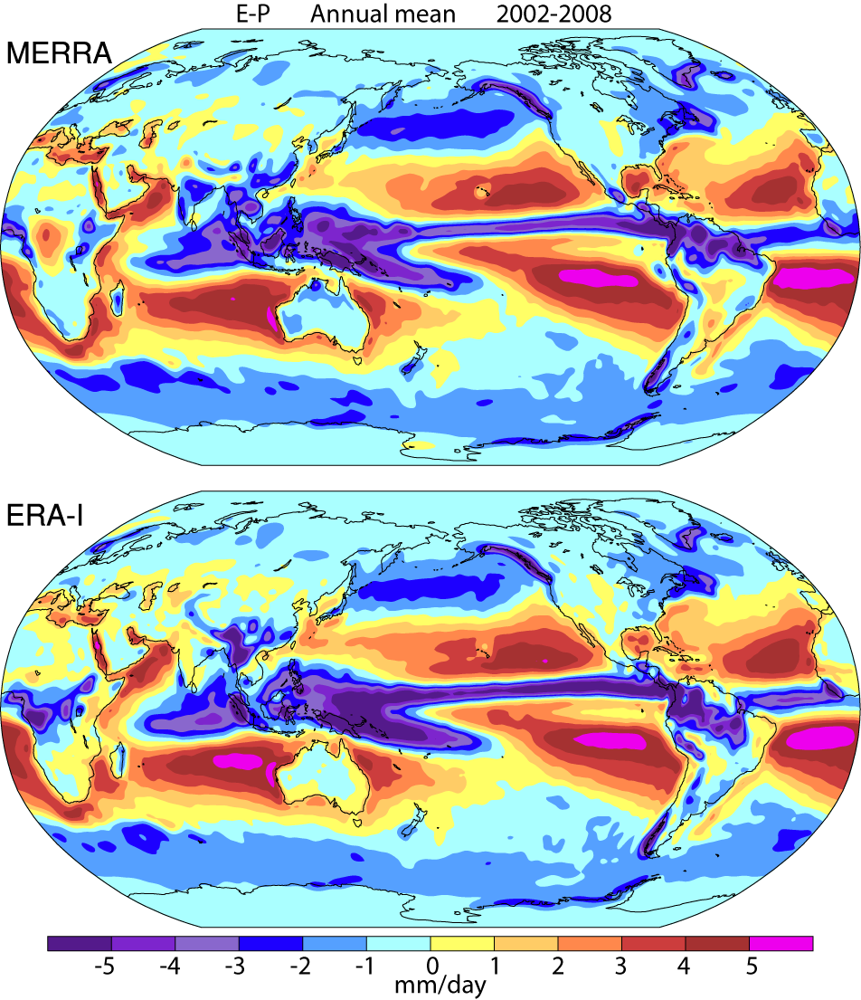 E-P Annual mean 2002-2008
MERRA
ERA-I
-5 -4 -3 -2 -1 0 1 2 3 4 5
mm/day